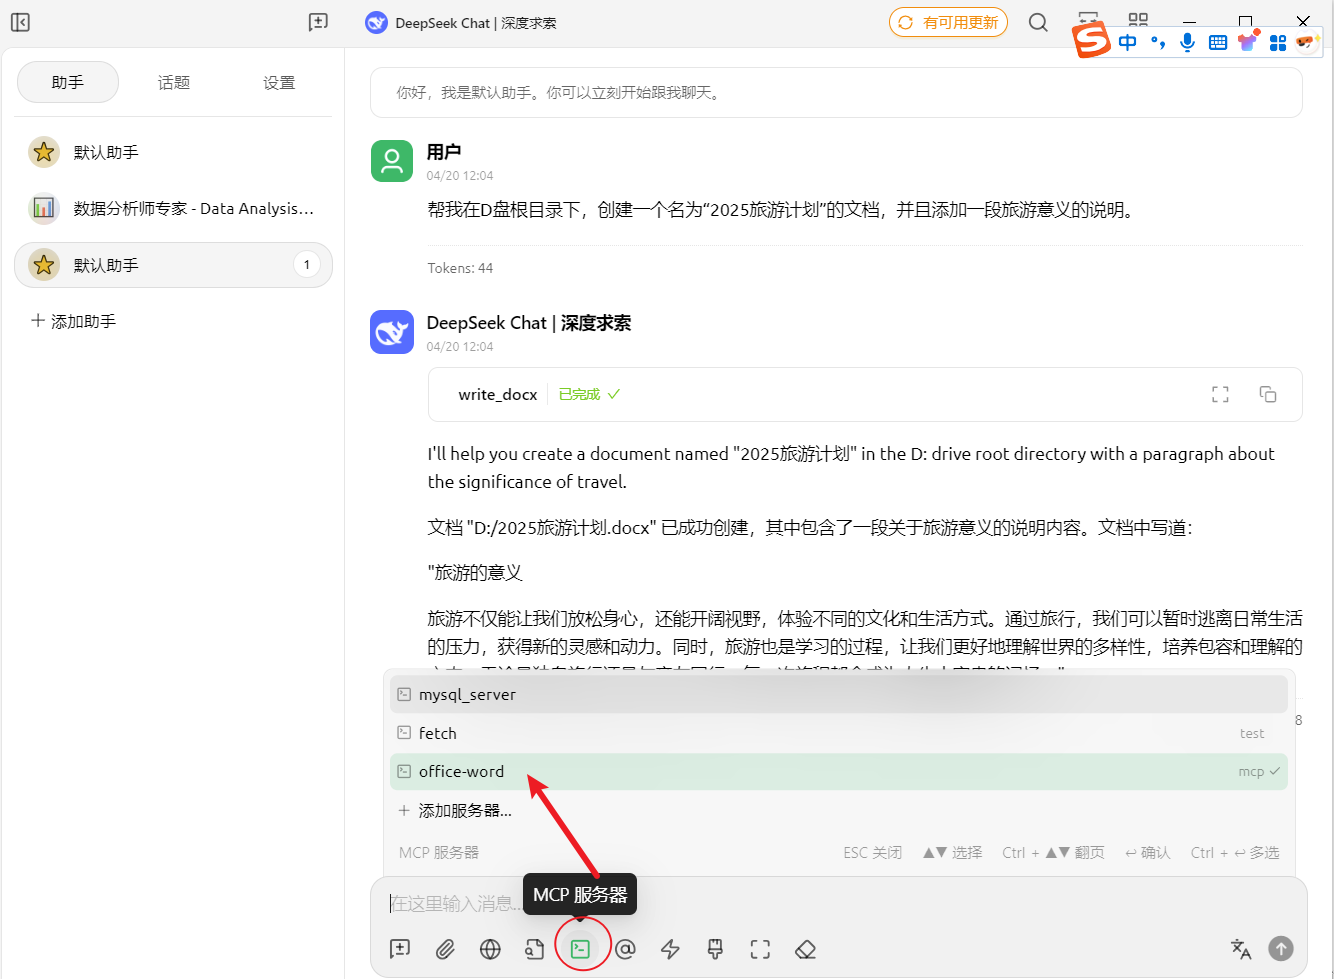 DeepSeek Chat | 深度求索
有可用更新
中
助手
话题
设置
默认助手
数据分析师专家 - Data Analysis...
默认助手
1
添加助手
你好，我是默认助手。你可以立刻开始跟我聊天。
用户
04/20 12:04
帮我在D盘根目录下，创建一个名为“2025旅游计划”的文档，并且添加一段旅游意义的说明。
Tokens: 44
DeepSeek Chat | 深度求索
04/20 12:04
write_docx
已完成
I'll help you create a document named "2025旅游计划" in the D: drive root directory with a paragraph about
the significance of travel.
文档 "D:/2025旅游计划.docx" 已成功创建，其中包含了一段关于旅游意义的说明内容。文档中写道：
"旅游的意义
旅游不仅能让我们放松身心，还能开阔视野，体验不同的文化和生活方式。通过旅行，我们可以暂时逃离日常生活
的压力，获得新的灵感和动力。同时，旅游也是学习的过程，让我们更好地理解世界的多样性，培养包容和理解的
8
mysql_server
fetch
test
office-word
mcp
添加服务器...
MCP 服务器
ESC 关闭
▲▼ 选择
Ctrl + ▲▼ 翻页
↩ 确认
Ctrl + ↩ 多选
MCP 服务器
在这里输入消息...